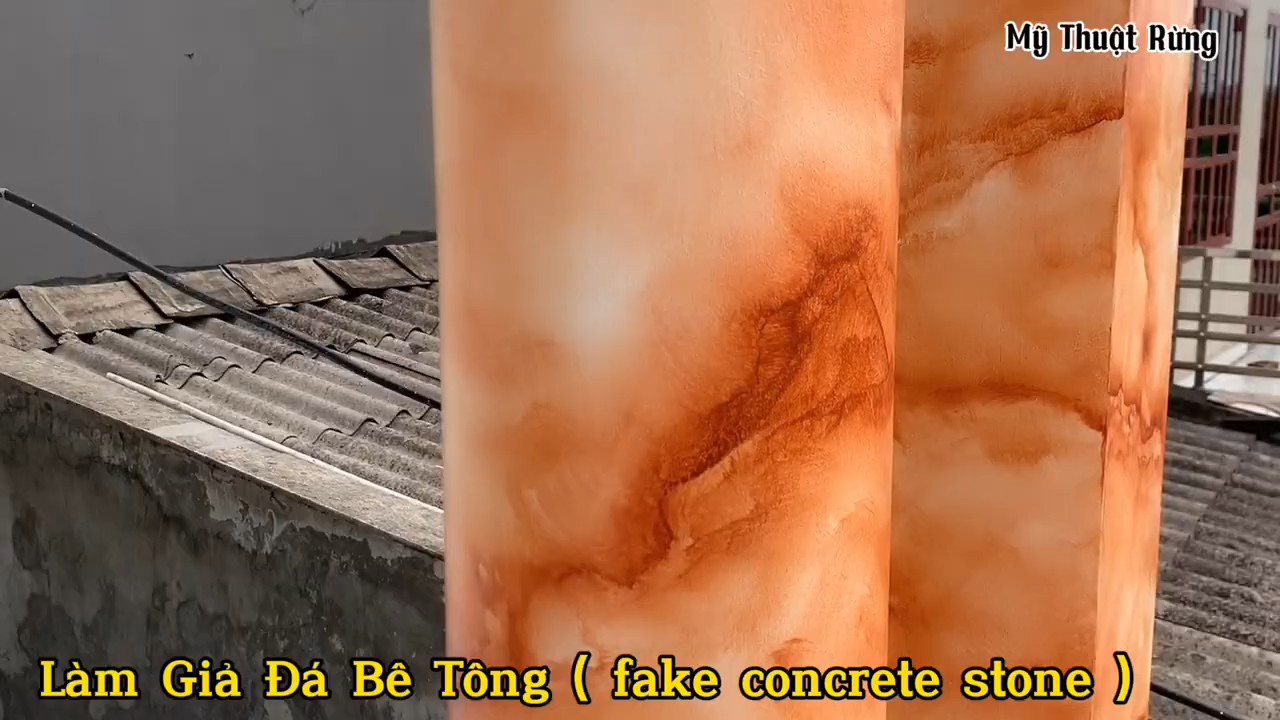 Mỹ Thuật Rừng
Làm Giả Đá Bê Tông ( fake concrete stone )